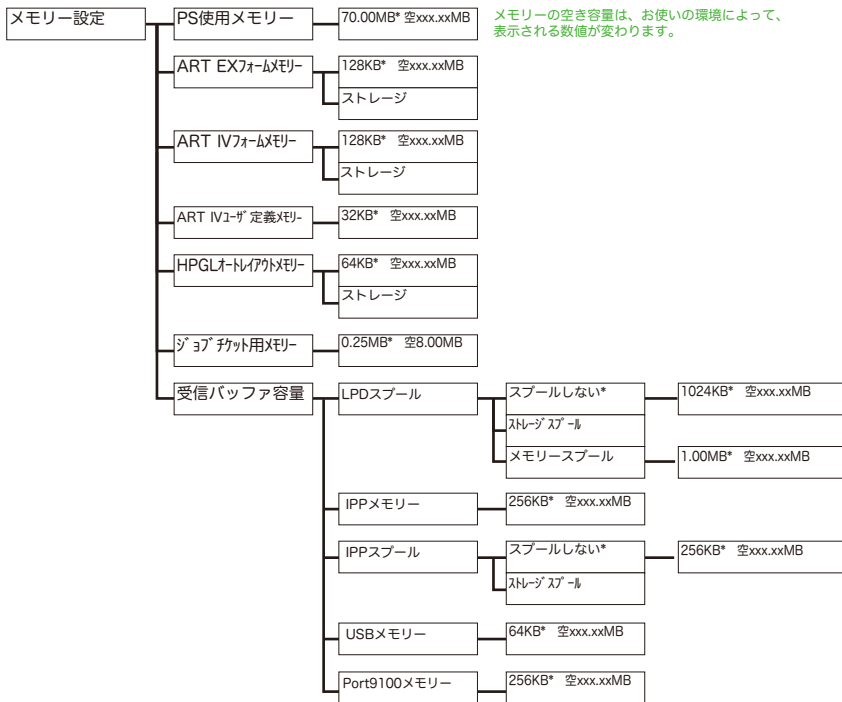 メモリー設定
PS使用メモリー
70.00MB* 空xxx.xxMB
メモリーの空き容量は、お使いの環境によって、
表示される数値が変わります。
ART EXﾌｫｰﾑﾒﾓﾘｰ
128KB* 空xxx.xxMB
ストレージ
ART IVﾌｫｰﾑﾒﾓﾘｰ
128KB* 空xxx.xxMB
ストレージ
ART IVﾕｰｻﾞ定義ﾒﾓﾘｰ
32KB* 空xxx.xxMB
HPGLｵｰﾄﾚｲｱｳﾄﾒﾓﾘｰ
64KB* 空xxx.xxMB
ストレージ
ｼﾞｮﾌﾞﾁｹｯﾄ用ﾒﾓﾘｰ
0.25MB* 空8.00MB
受信バッファ容量
LPDスプール
スプールしない*
1024KB* 空xxx.xxMB
ｽﾄﾚｰｼﾞｽﾌﾟｰﾙ
メモリースプール
1.00MB* 空xxx.xxMB
IPPメモリー
256KB* 空xxx.xxMB
IPPスプール
スプールしない*
256KB* 空xxx.xxMB
ｽﾄﾚｰｼﾞｽﾌﾟｰﾙ
USBメモリー
64KB* 空xxx.xxMB
Port9100メモリー
256KB* 空xxx.xxMB